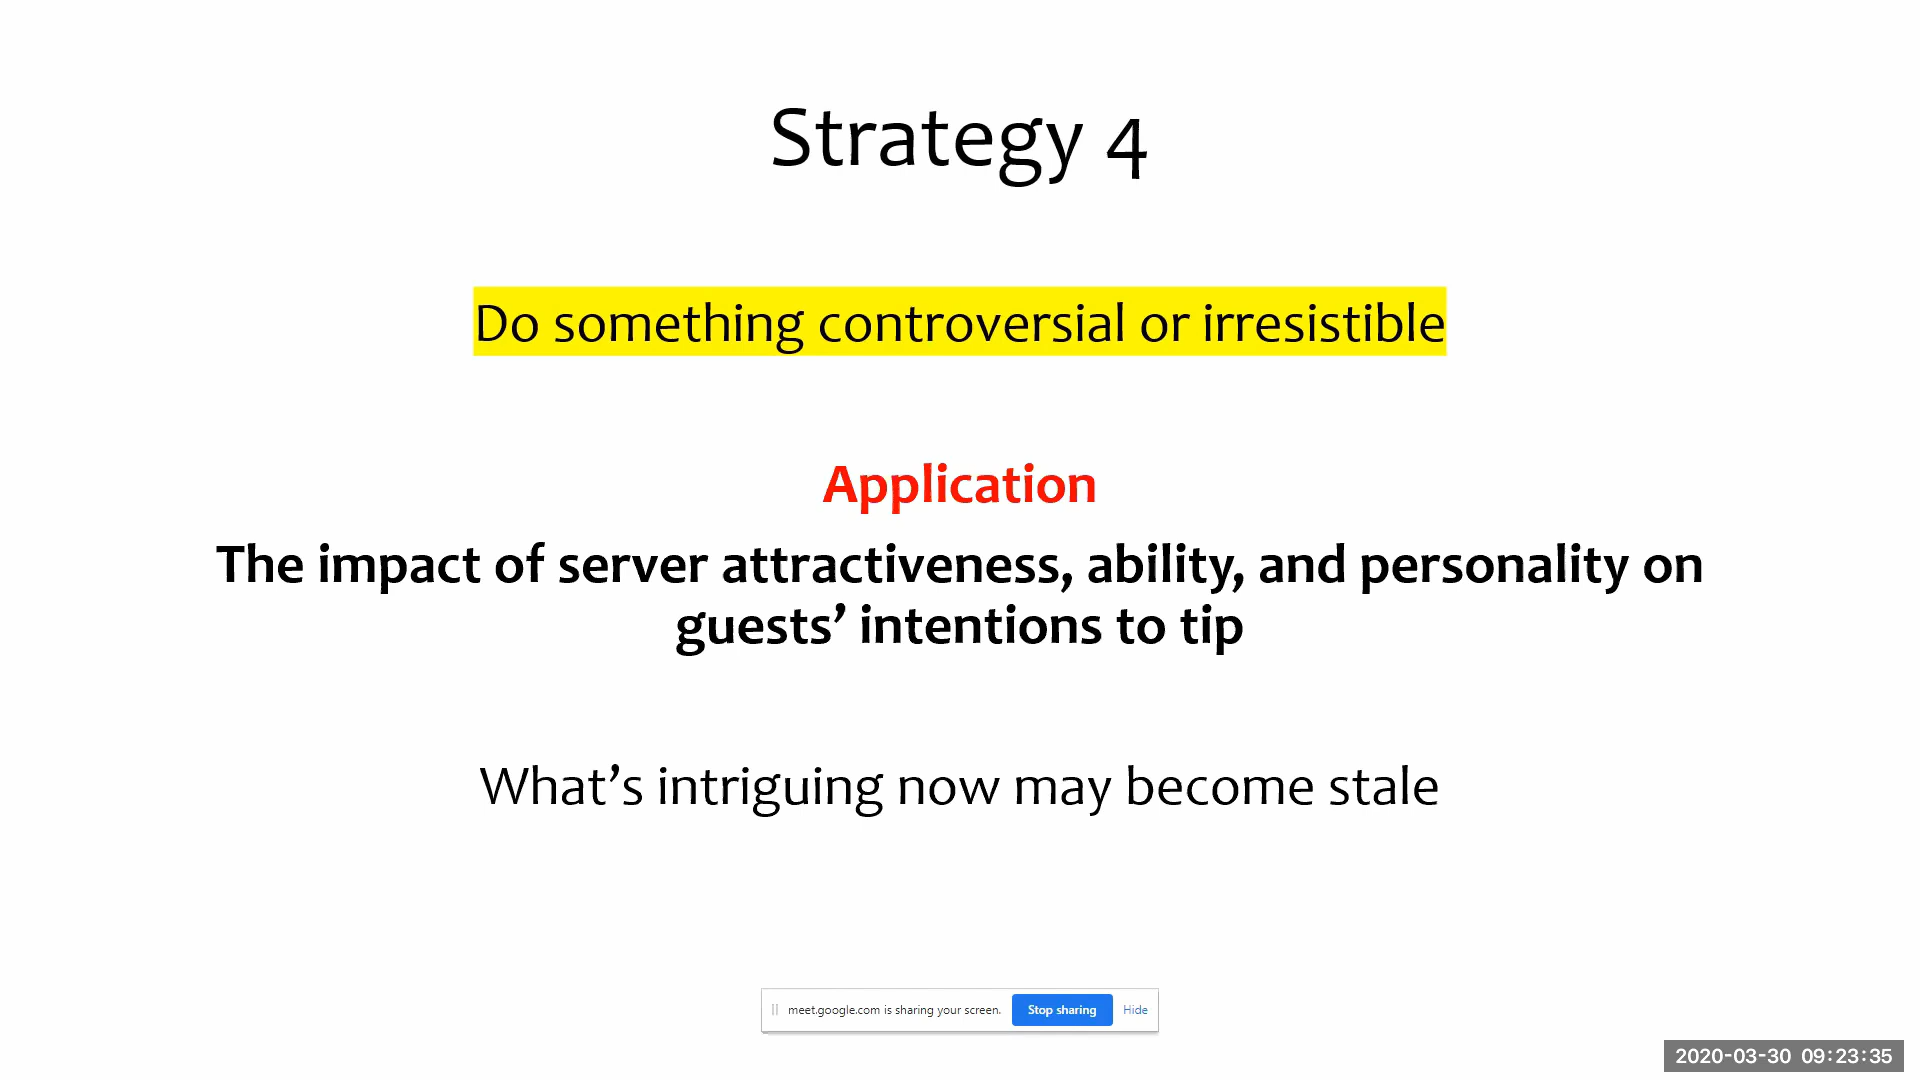 Strategy 4
Do something controversial or irresistible
Application
The impact of server attractiveness, ability, and personality on
guests’ intentions to tip
What’s intriguing now may become stale
meet.google.com is sharing your screen. Stop sharing Hide
2020-03-30 09:23:35